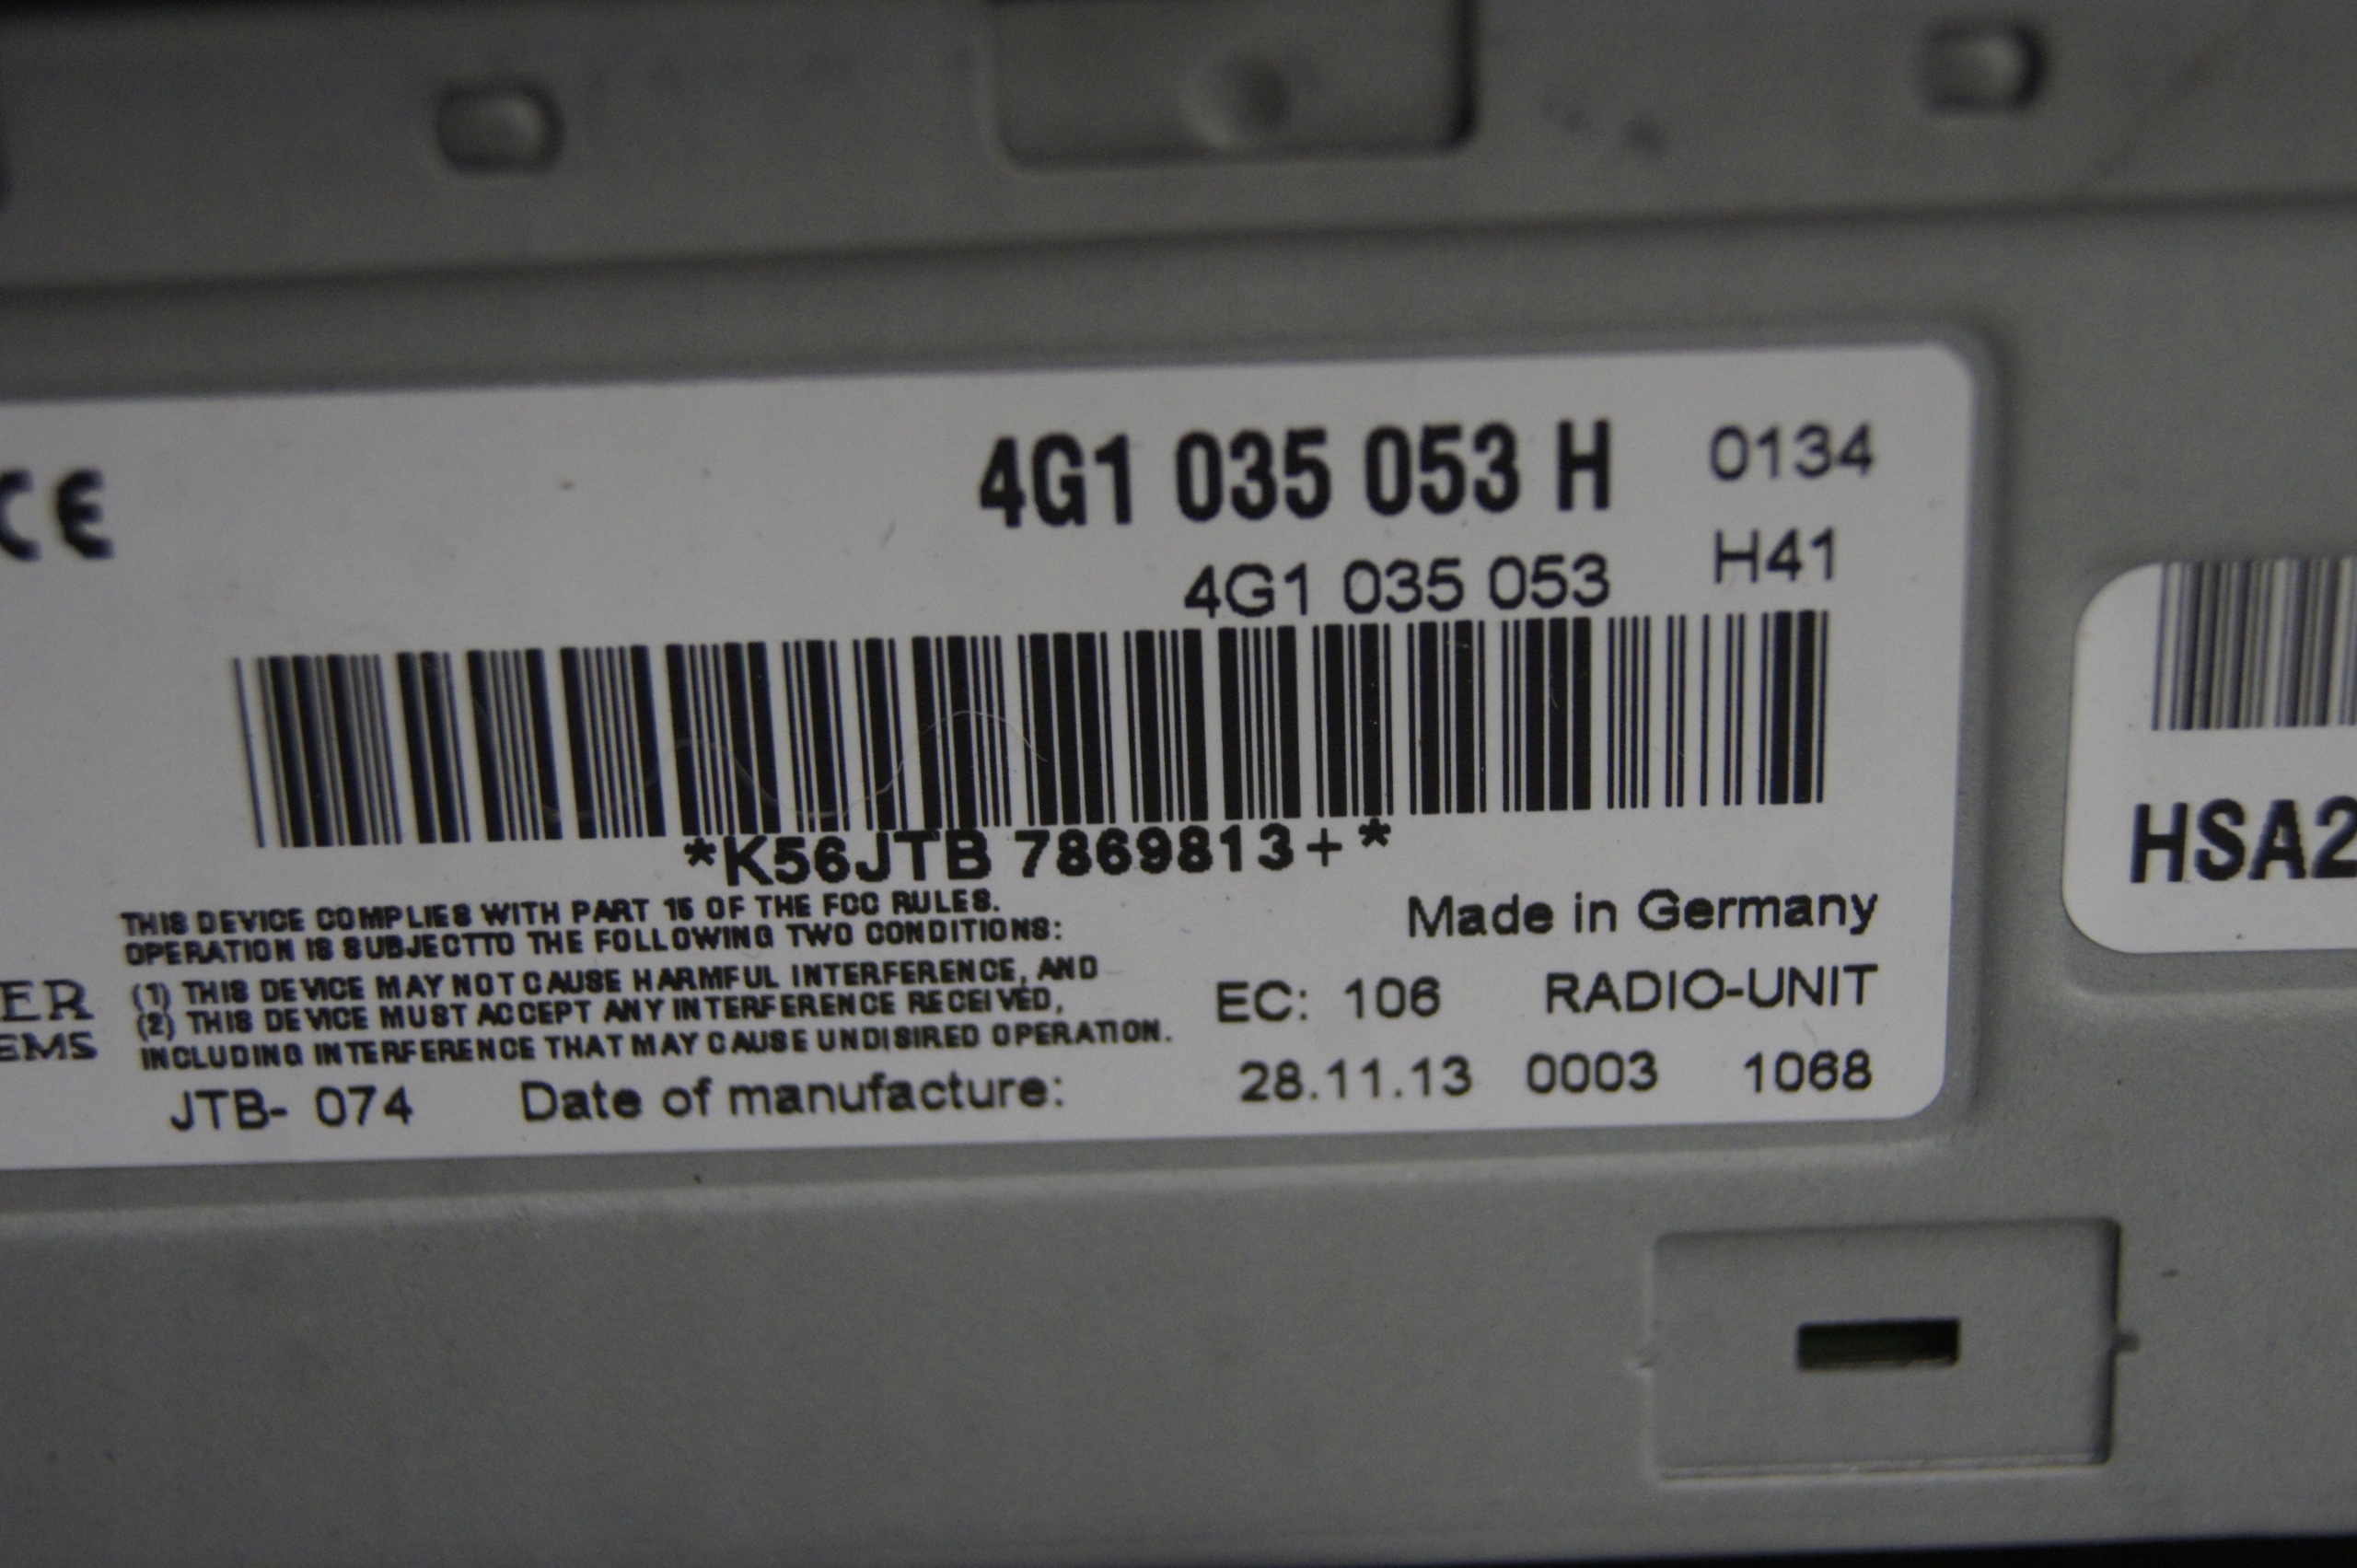 4G1 035 053 H 0134
CE 4G1 035 053 H41
*K56JTB 7869813+*
THIS DEVICE COMPLIES WITH PART 15 OF THE FCC RULES.
OPERATION IS SUBJECTTO THE FOLLOWING TWO CONDITIONS:
(1) THIS DEVICE MAY NOT CAUSE HARMFUL INTERFERENCE, AND
(2) THIS DEVICE MUST ACCEPT ANY INTERFERENCE RECEIVED,
INCLUDING INTERFERENCE THAT MAY CAUSE UNDISIRED OPERATION.
ER
EMS
Made in Germany
EC: 106 RADIO-UNIT
JTB- 074 Date of manufacture: 28.11.13 0003 1068
HSA2